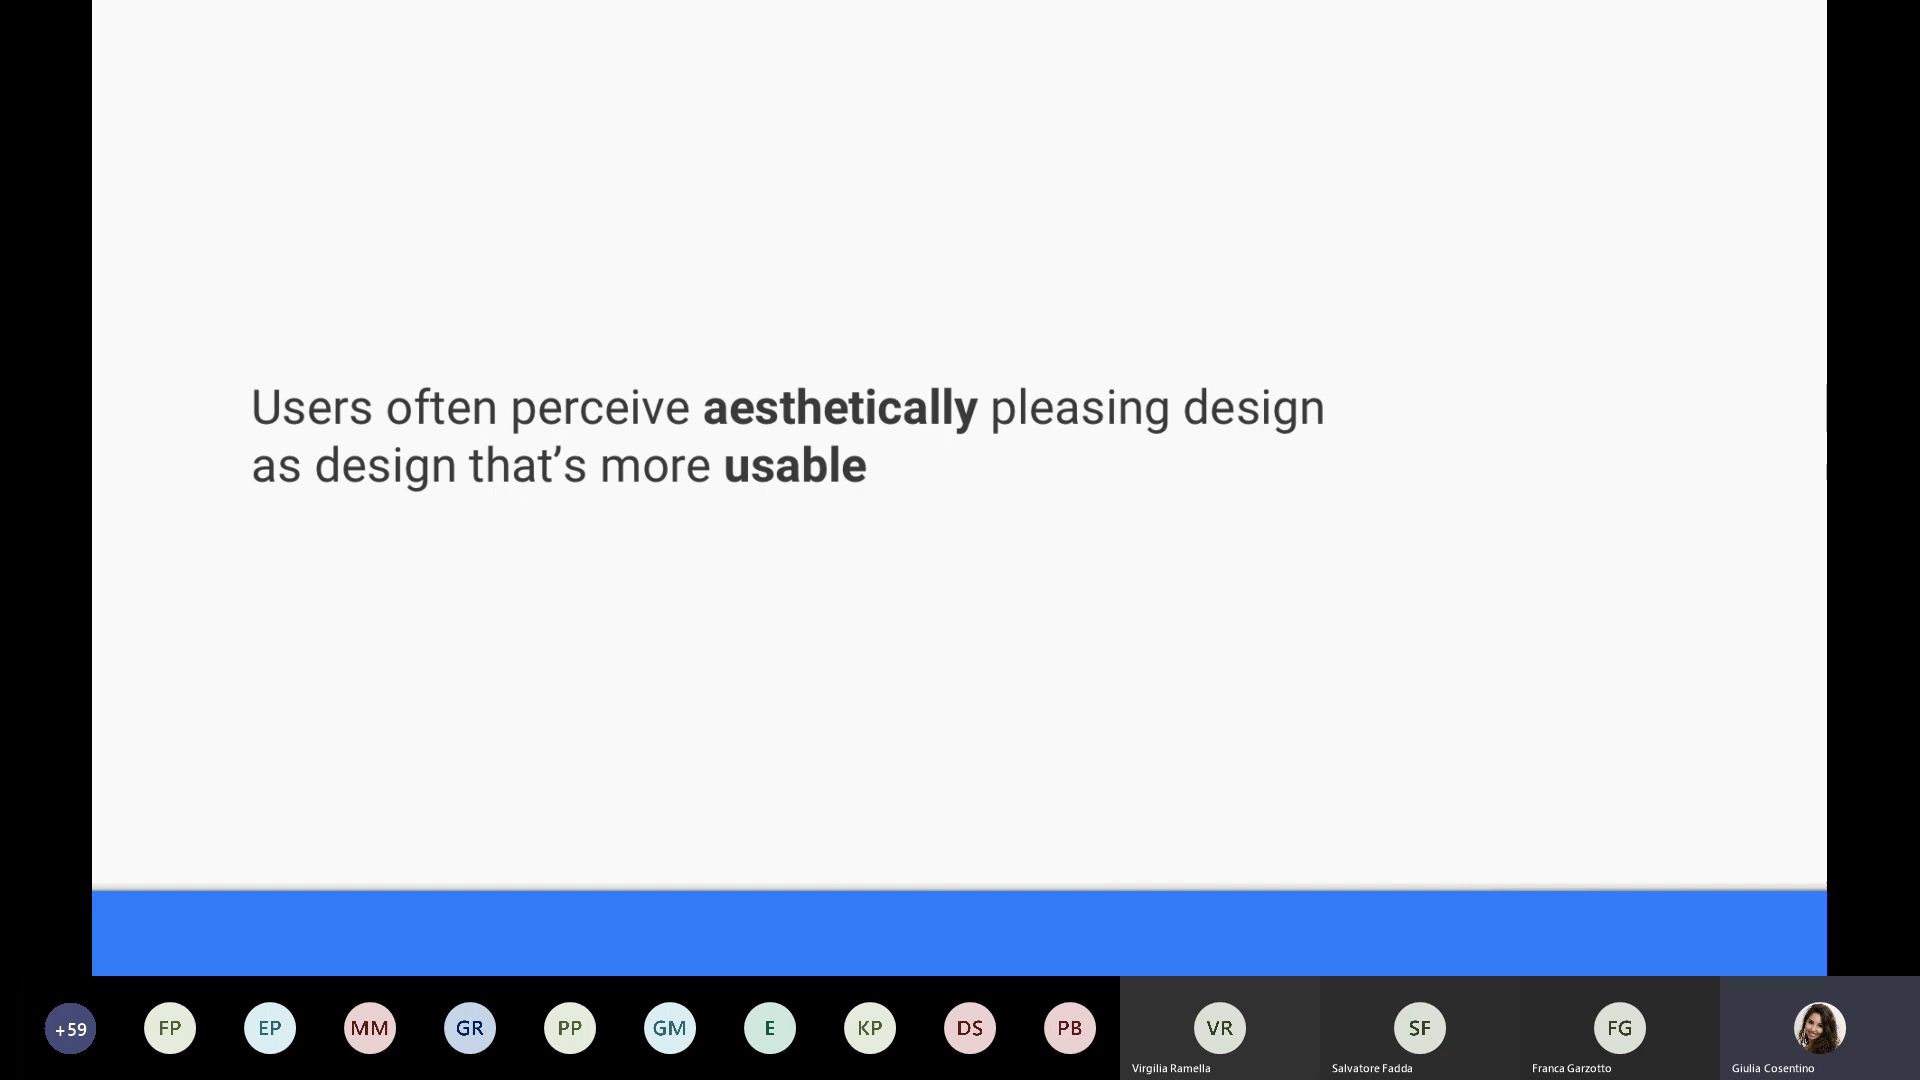 Users often perceive aesthetically pleasing design
as design that’s more usable
+59
FP
EP
MM
GR
PP
GM
E
KP
DS
PB
VR
SF
FG
Virgilia Ramella
Salvatore Fadda
Franca Garzotto
Giulia Cosentino